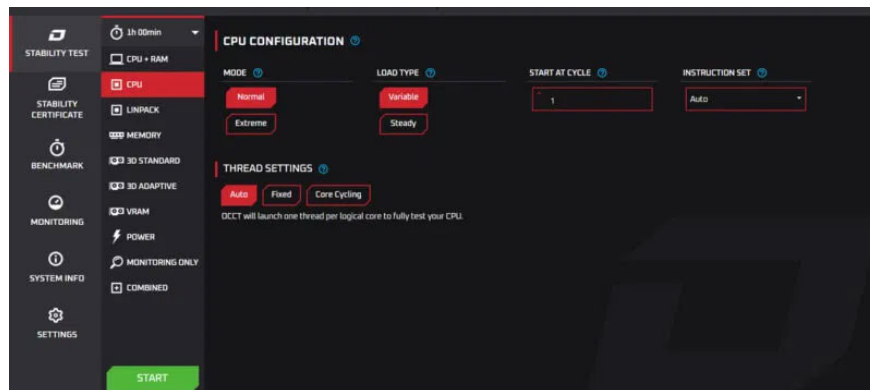 STABILITY TEST
STABILITY
CERTIFICATE
BENCHMARK
MONITORING
SYSTEM INFO
SETTINGS
1h 00min
CPU + RAM
CPU
LINPACK
MEMORY
3D STANDARD
3D ADAPTIVE
VRAM
POWER
MONITORING ONLY
COMBINED
START
CPU CONFIGURATION ?
MODE ?
Normal
Extreme
LOAD TYPE ?
Variable
Steady
START AT CYCLE ?
1
INSTRUCTION SET ?
Auto
THREAD SETTINGS ?
Auto Fixed Core Cycling
OCCT will launch one thread per logical core to fully test your CPU.